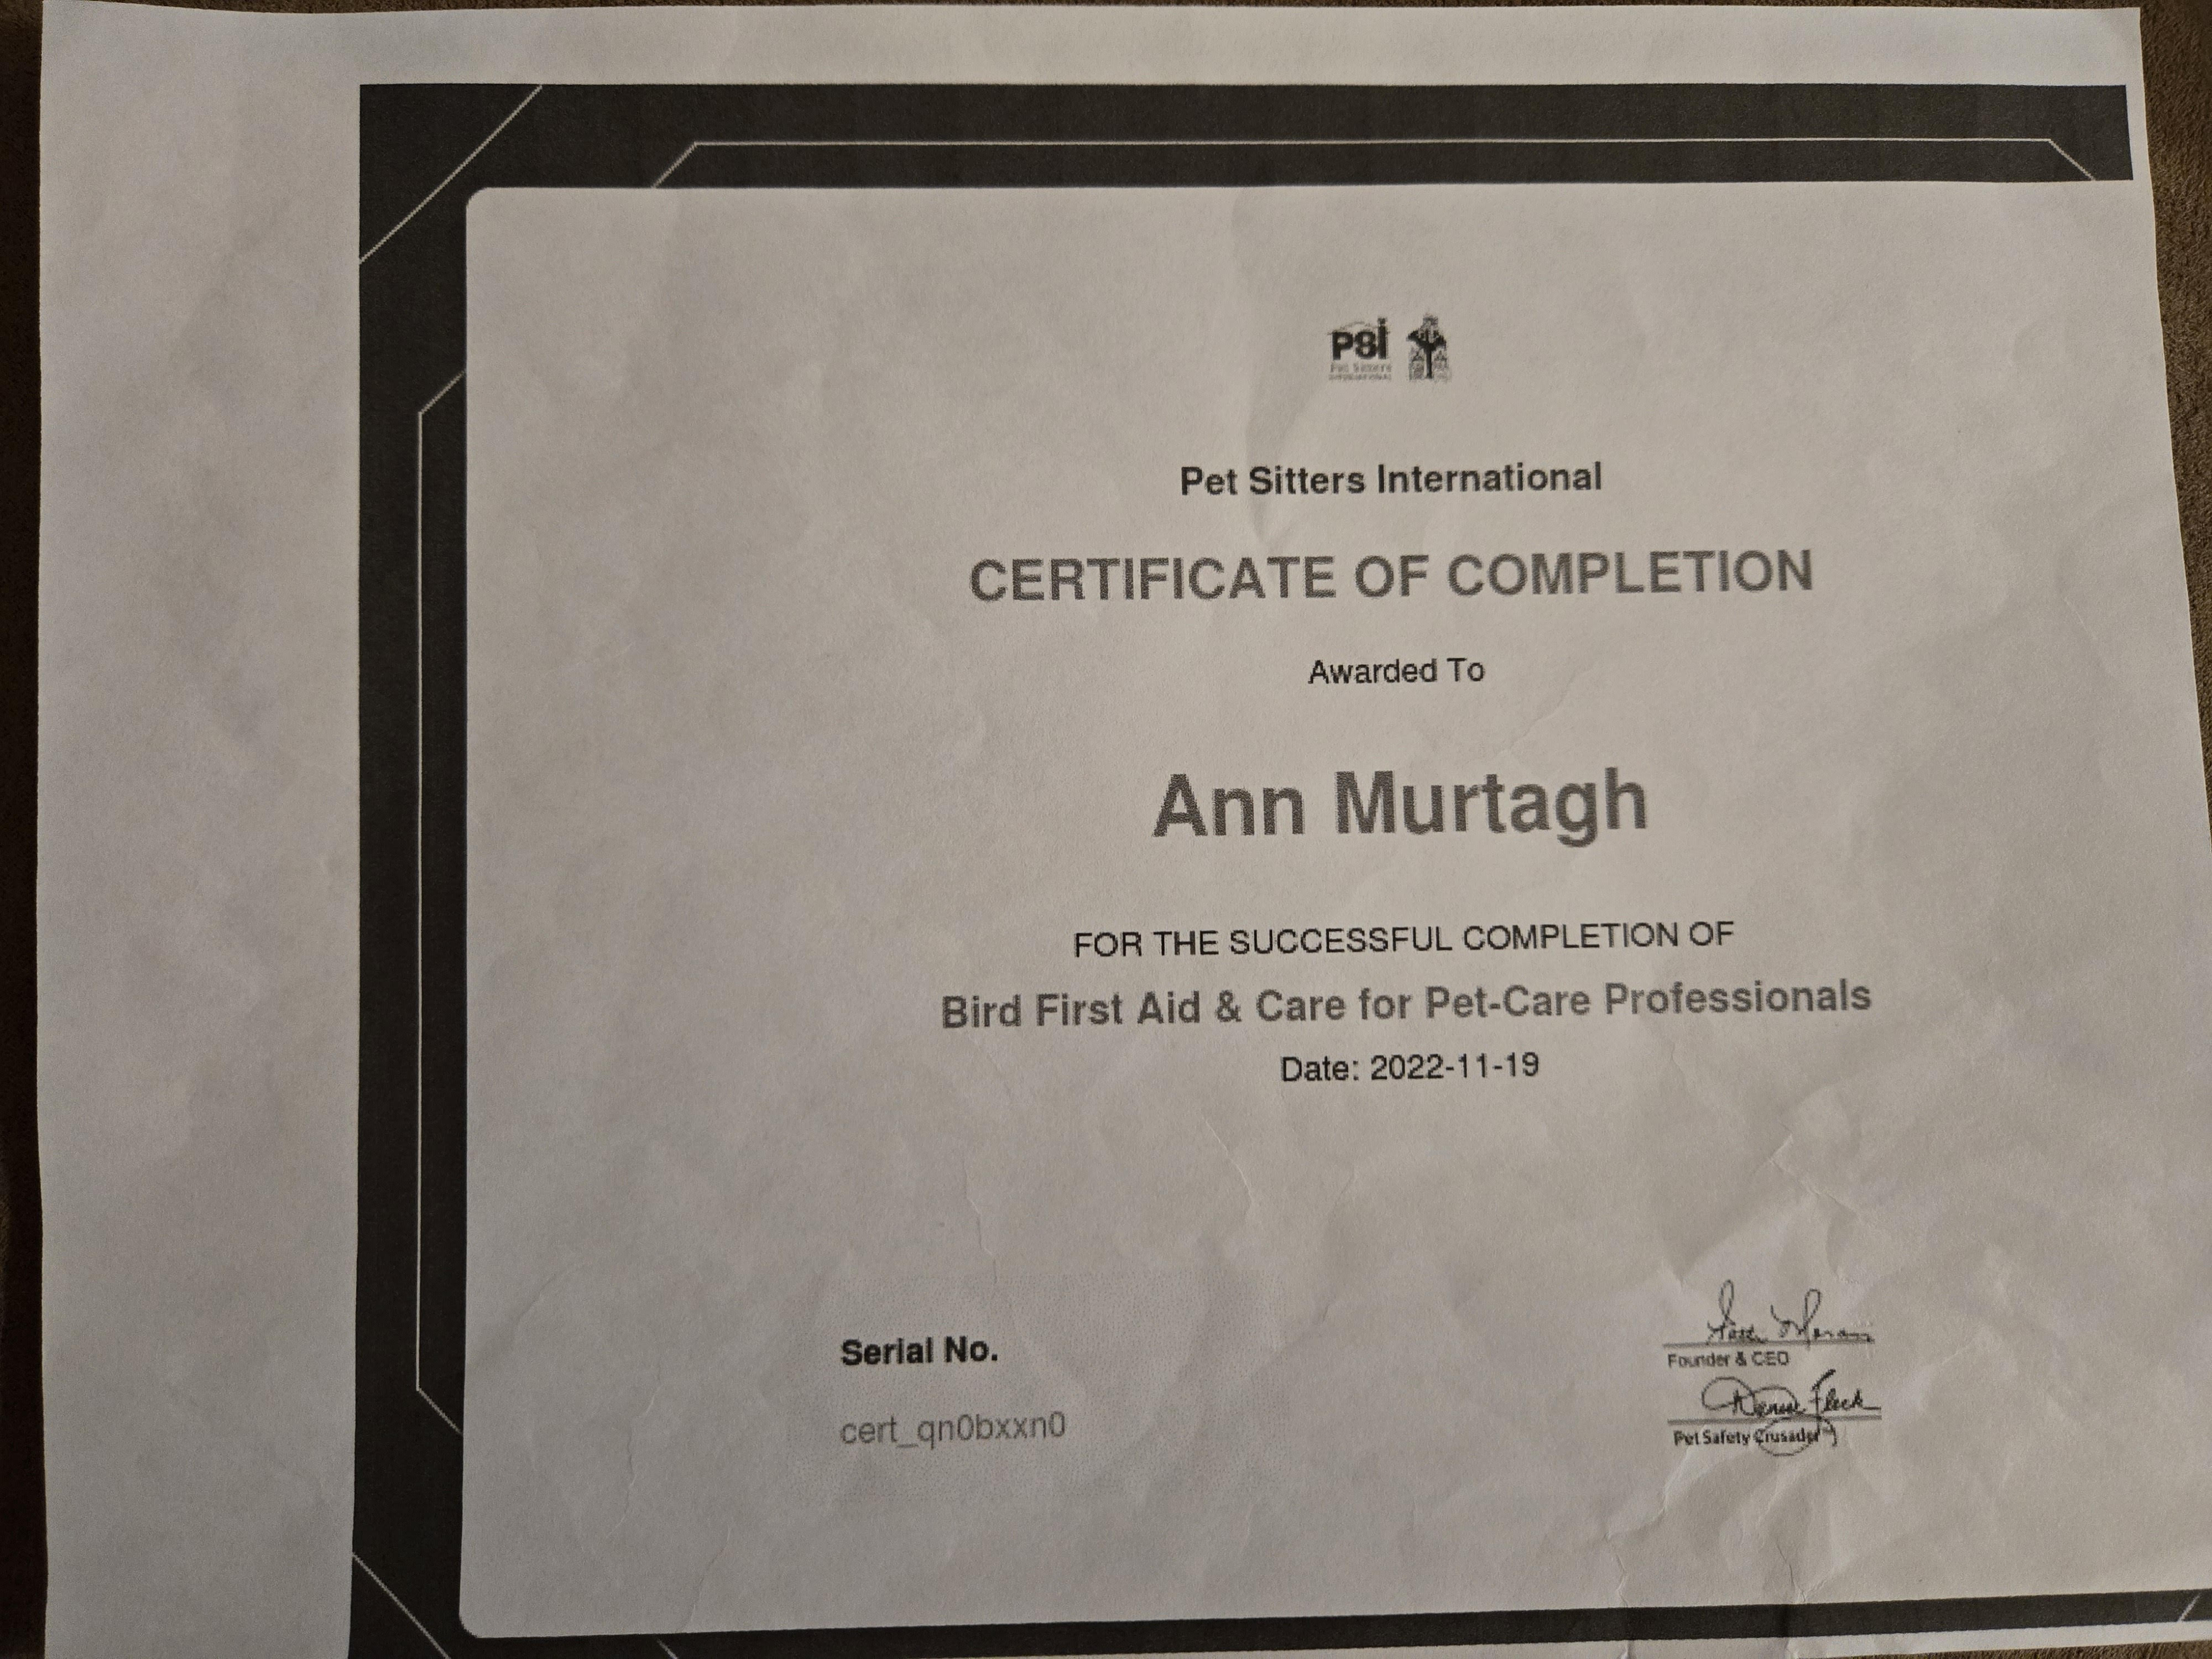 PSI
Pet Sitters
INTERNATIONAL
Pet Sitters International
CERTIFICATE OF COMPLETION
Awarded To
Ann Murtagh
FOR THE SUCCESSFUL COMPLETION OF
Bird First Aid & Care for Pet-Care Professionals
Date: 2022-11-19
Serial No.
cert_qn0bxxn0
Founder & CEO
Denise Fleck
Pet Safety Crusader™